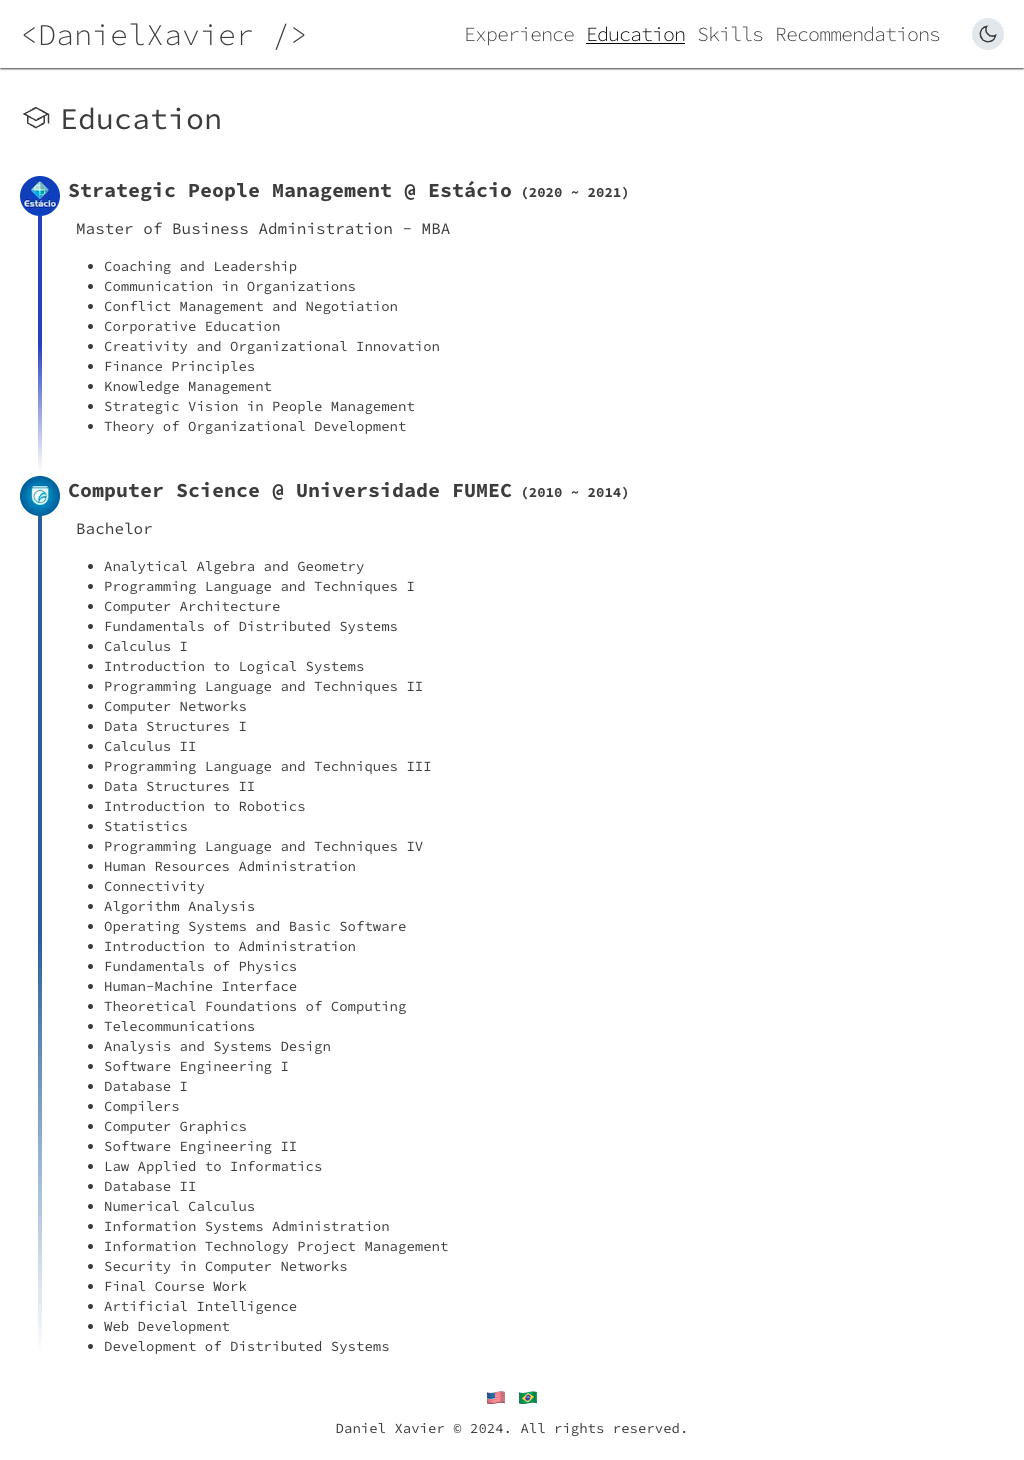 <DanielXavier />
Experience Education Skills Recommendations
Education
Estácio
Strategic People Management @ Estácio (2020 ~ 2021)
Master of Business Administration - MBA
• Coaching and Leadership
• Communication in Organizations
• Conflict Management and Negotiation
• Corporative Education
• Creativity and Organizational Innovation
• Finance Principles
• Knowledge Management
• Strategic Vision in People Management
• Theory of Organizational Development
Computer Science @ Universidade FUMEC (2010 ~ 2014)
Bachelor
• Analytical Algebra and Geometry
• Programming Language and Techniques I
• Computer Architecture
• Fundamentals of Distributed Systems
• Calculus I
• Introduction to Logical Systems
• Programming Language and Techniques II
• Computer Networks
• Data Structures I
• Calculus II
• Programming Language and Techniques III
• Data Structures II
• Introduction to Robotics
• Statistics
• Programming Language and Techniques IV
• Human Resources Administration
• Connectivity
• Algorithm Analysis
• Operating Systems and Basic Software
• Introduction to Administration
• Fundamentals of Physics
• Human-Machine Interface
• Theoretical Foundations of Computing
• Telecommunications
• Analysis and Systems Design
• Software Engineering I
• Database I
• Compilers
• Computer Graphics
• Software Engineering II
• Law Applied to Informatics
• Database II
• Numerical Calculus
• Information Systems Administration
• Information Technology Project Management
• Security in Computer Networks
• Final Course Work
• Artificial Intelligence
• Web Development
• Development of Distributed Systems
Daniel Xavier © 2024. All rights reserved.